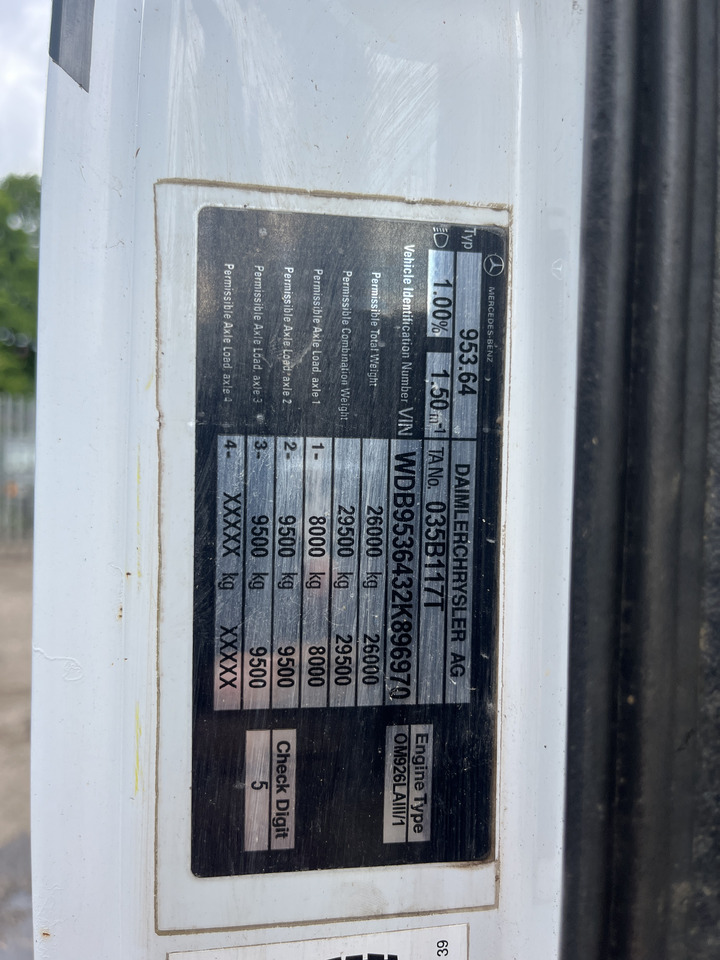 MERCEDES-BENZ
Typ 953.64 DAIMLERCHRYSLER AG
1.00% 1.50 m-1 TA No. 035B117T
Vehicle Identification Number VIN WDB9536432K896970
Engine Type
OM926LAIII/1
Permissible Total Weight 26000 kg 26000
Permissible Combination Weight 29500 kg 29500
Permissible Axle Load, axle 1 1- 8000 kg 8000
Permissible Axle Load, axle 2 2- 9500 kg 9500
Permissible Axle Load, axle 3 3- 9500 kg 9500
Permissible Axle Load, axle 4 4- XXXXX kg XXXXX
Check Digit
5
39